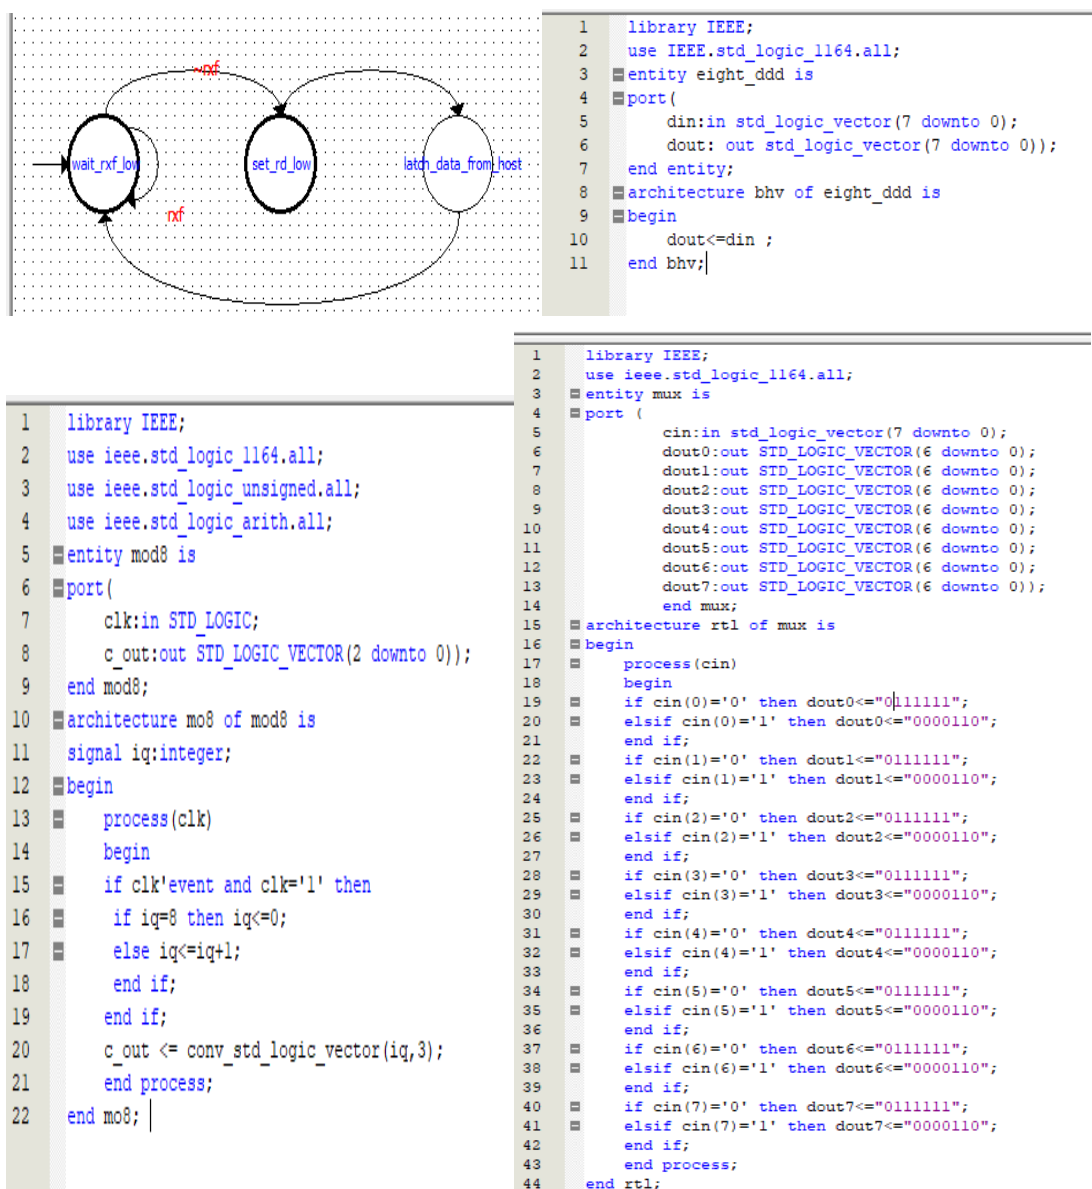 ~rxf
wait_rxf_low
set_rd_low
latch_data_from_host
rxf
1 library IEEE;
2 use IEEE.std_logic_1164.all;
3 entity eight_ddd is
4 port(
5 din:in std_logic_vector(7 downto 0);
6 dout: out std_logic_vector(7 downto 0));
7 end entity;
8 architecture bhv of eight_ddd is
9 begin
10 dout<=din ;
11 end bhv;
1 library IEEE;
2 use ieee.std_logic_1164.all;
3 use ieee.std_logic_unsigned.all;
4 use ieee.std_logic_arith.all;
5 entity mod8 is
6 port(
7 clk:in STD_LOGIC;
8 c_out:out STD_LOGIC_VECTOR(2 downto 0));
9 end mod8;
10 architecture mo8 of mod8 is
11 signal iq:integer;
12 begin
13 process(clk)
14 begin
15 if clk'event and clk='1' then
16 if iq=8 then iq<=0;
17 else iq<=iq+1;
18 end if;
19 end if;
20 c_out <= conv_std_logic_vector(iq,3);
21 end process;
22 end mo8;
1 library IEEE;
2 use ieee.std_logic_1164.all;
3 entity mux is
4 port (
5 cin:in std_logic_vector(7 downto 0);
6 dout0:out STD_LOGIC_VECTOR(6 downto 0);
7 dout1:out STD_LOGIC_VECTOR(6 downto 0);
8 dout2:out STD_LOGIC_VECTOR(6 downto 0);
9 dout3:out STD_LOGIC_VECTOR(6 downto 0);
10 dout4:out STD_LOGIC_VECTOR(6 downto 0);
11 dout5:out STD_LOGIC_VECTOR(6 downto 0);
12 dout6:out STD_LOGIC_VECTOR(6 downto 0);
13 dout7:out STD_LOGIC_VECTOR(6 downto 0));
14 end mux;
15 architecture rtl of mux is
16 begin
17 process(cin)
18 begin
19 if cin(0)='0' then dout0<="0111111";
20 elsif cin(0)='1' then dout0<="0000110";
21 end if;
22 if cin(1)='0' then dout1<="0111111";
23 elsif cin(1)='1' then dout1<="0000110";
24 end if;
25 if cin(2)='0' then dout2<="0111111";
26 elsif cin(2)='1' then dout2<="0000110";
27 end if;
28 if cin(3)='0' then dout3<="0111111";
29 elsif cin(3)='1' then dout3<="0000110";
30 end if;
31 if cin(4)='0' then dout4<="0111111";
32 elsif cin(4)='1' then dout4<="0000110";
33 end if;
34 if cin(5)='0' then dout5<="0111111";
35 elsif cin(5)='1' then dout5<="0000110";
36 end if;
37 if cin(6)='0' then dout6<="0111111";
38 elsif cin(6)='1' then dout6<="0000110";
39 end if;
40 if cin(7)='0' then dout7<="0111111";
41 elsif cin(7)='1' then dout7<="0000110";
42 end if;
43 end process;
44 end rtl;